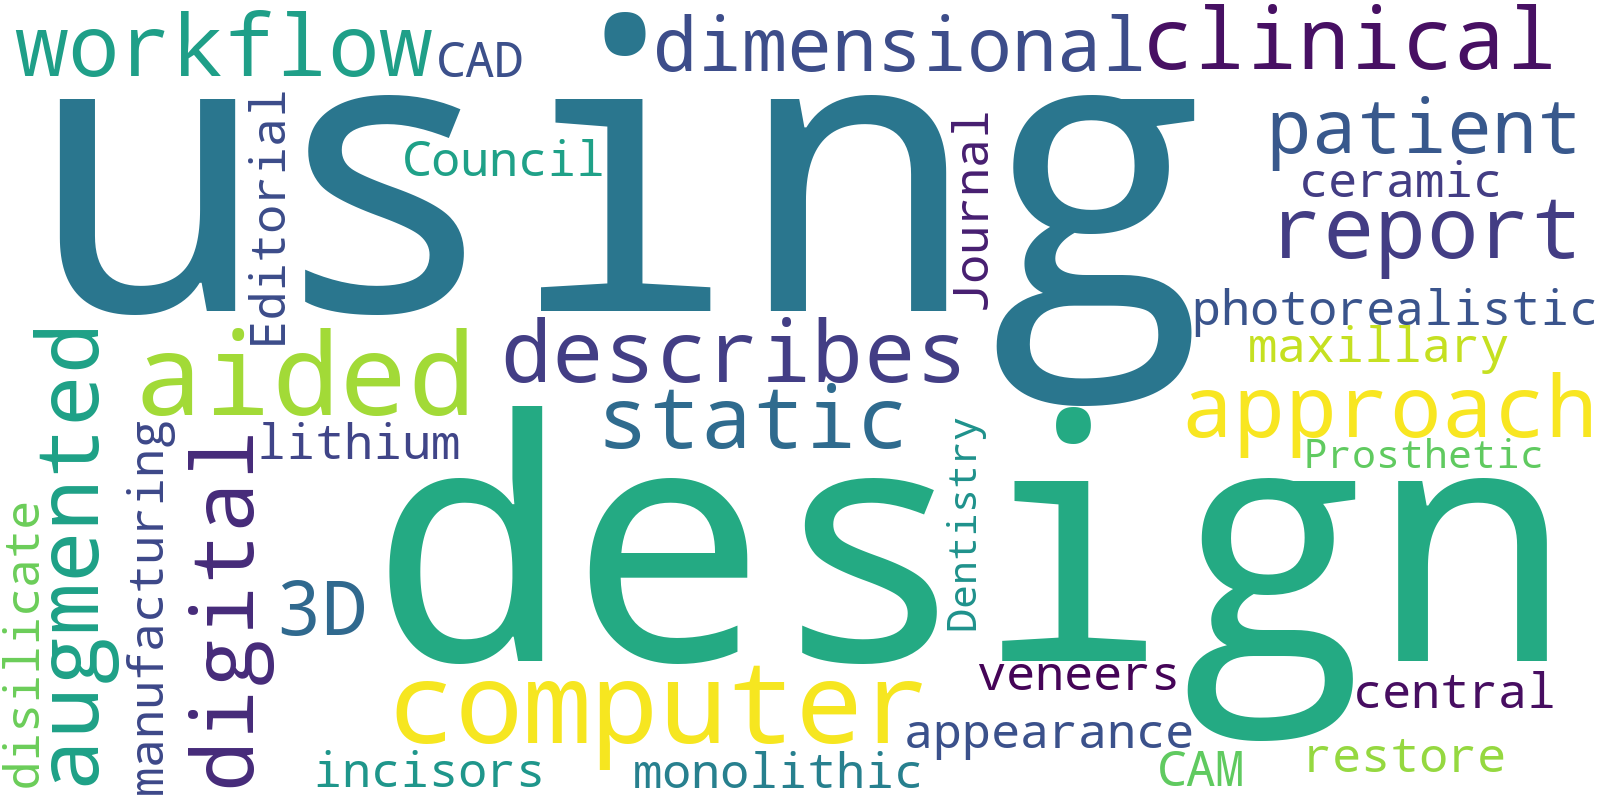 workflow
CAD
dimensional
clinical
using
Editorial
Council
Journal
patient
ceramic
report
photorealistic
maxillary
approach
Prosthetic
augmented
aided
describes
static
lithium
manufacturing
digital
disilicate
3D
design
Dentistry
computer
veneers
central
appearance
restore
incisors
monolithic
CAM